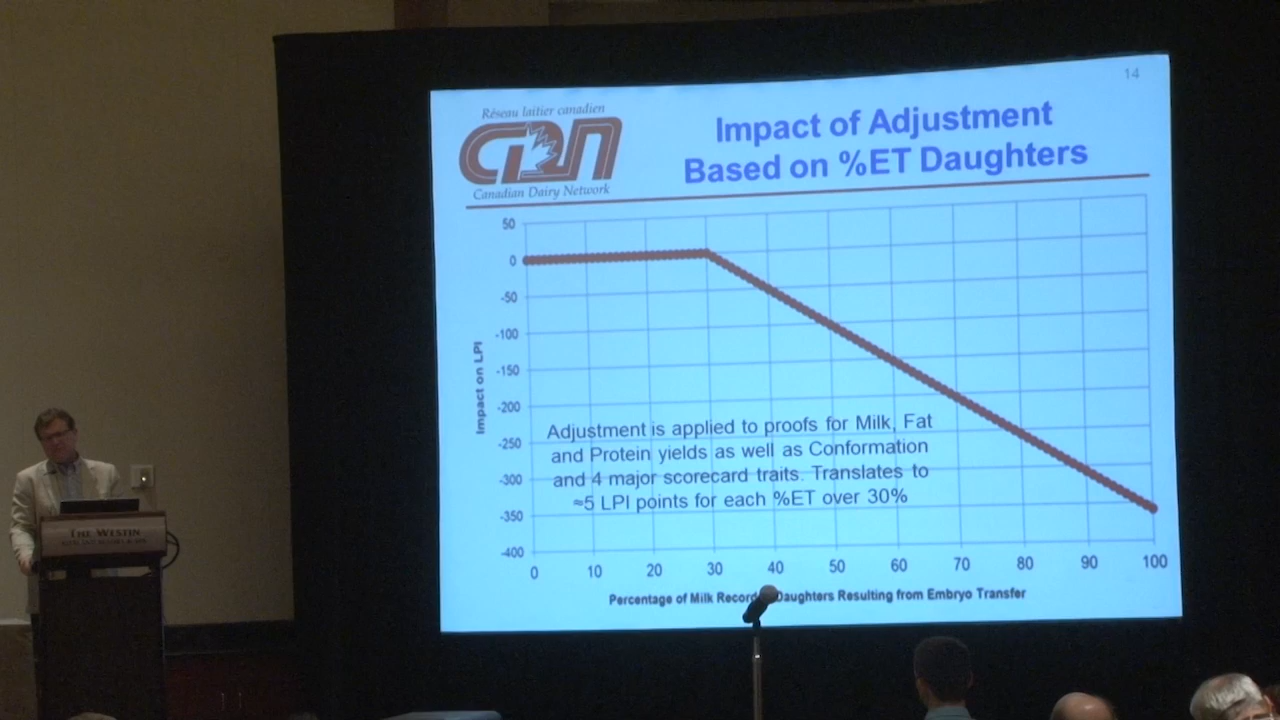 14
Réseau laitier canadien
CDN
Canadian Dairy Network
Impact of Adjustment
Based on %ET Daughters
50
0
-50
-100
-150
-200
-250
-300
-350
-400
Impact on LPI
Adjustment is applied to proofs for Milk, Fat
and Protein yields as well as Conformation
and 4 major scorecard traits. Translates to
≈5 LPI points for each %ET over 30%
0 10 20 30 40 50 60 70 80 90 100
Percentage of Milk Record Daughters Resulting from Embryo Transfer
THE WESTIN